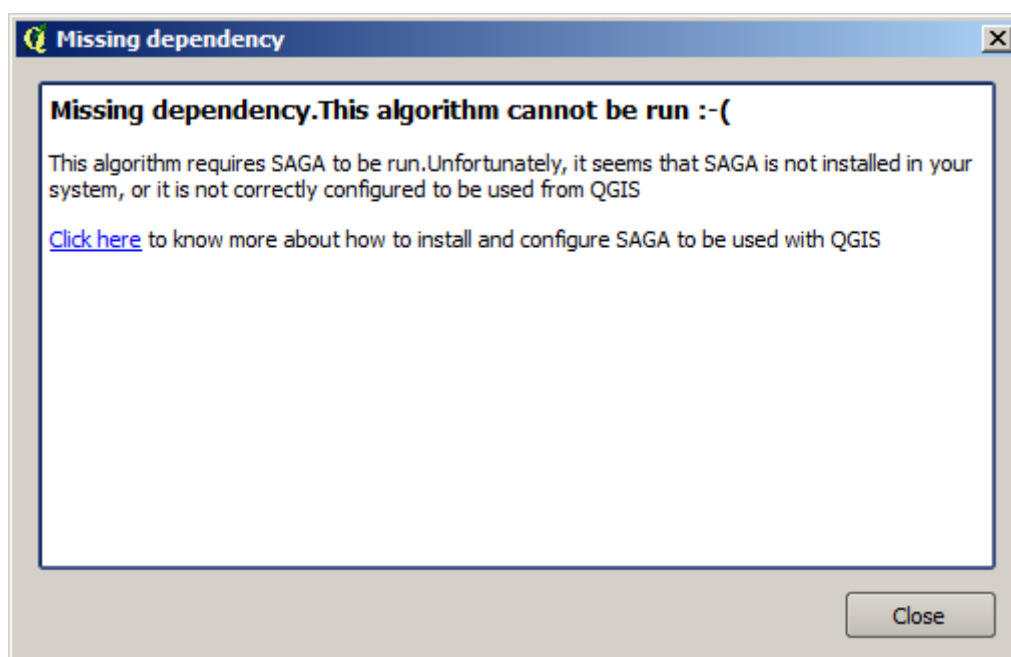 Missing dependency
Missing dependency.This algorithm cannot be run :-(
This algorithm requires SAGA to be run.Unfortunately, it seems that SAGA is not installed in your
system, or it is not correctly configured to be used from QGIS
Click here to know more about how to install and configure SAGA to be used with QGIS
Close